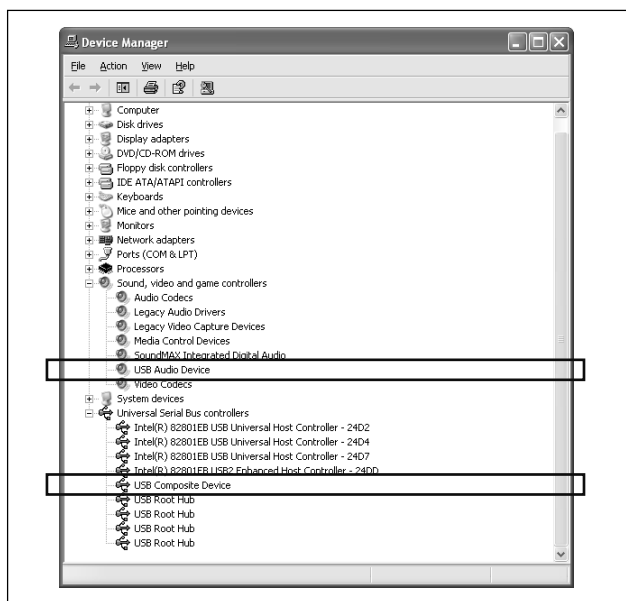 Device Manager
File Action View Help
Computer
Disk drives
Display adapters
DVD/CD-ROM drives
Floppy disk controllers
IDE ATA/ATAPI controllers
Keyboards
Mice and other pointing devices
Monitors
Network adapters
Ports (COM & LPT)
Processors
Sound, video and game controllers
Audio Codecs
Legacy Audio Drivers
Legacy Video Capture Devices
Media Control Devices
SoundMAX Integrated Digital Audio
USB Audio Device
Video Codecs
System devices
Universal Serial Bus controllers
Intel(R) 82801EB USB Universal Host Controller - 24D2
Intel(R) 82801EB USB Universal Host Controller - 24D4
Intel(R) 82801EB USB Universal Host Controller - 24D7
Intel(R) 82801EB USB2 Enhanced Host Controller - 24DD
USB Composite Device
USB Root Hub
USB Root Hub
USB Root Hub
USB Root Hub